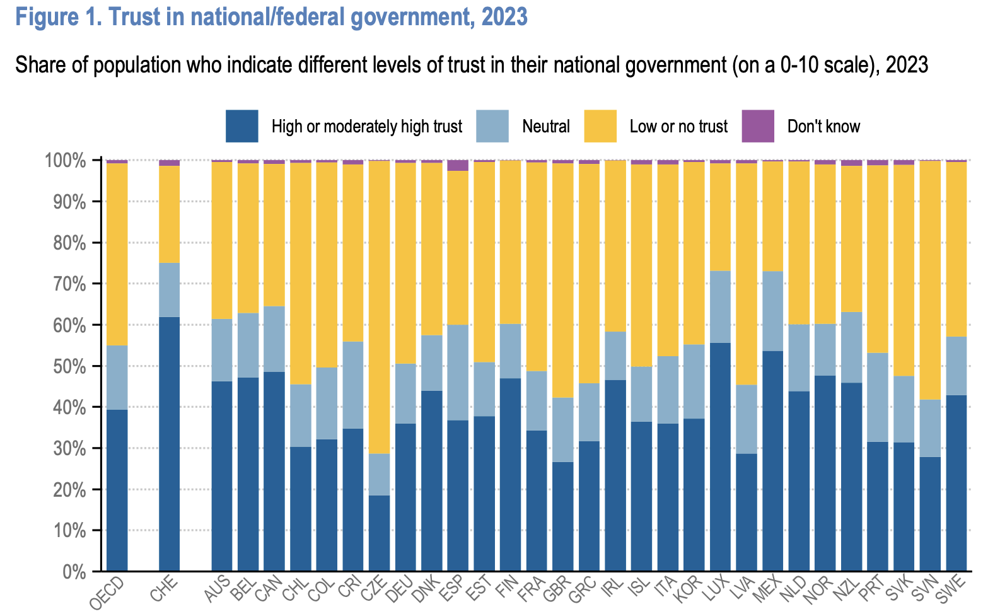 Figure 1. Trust in national/federal government, 2023
Share of population who indicate different levels of trust in their national government (on a 0-10 scale), 2023
High or moderately high trust Neutral Low or no trust Don't know
100%
90%
80%
70%
60%
50%
40%
30%
20%
10%
0%
OECD CHE AUS BEL CAN CHL COL CRI CZE DEU DNK ESP EST FIN FRA GBR GRC IRL ISL ITA KOR LUX LVA MEX NLD NOR NZL PRT SVK SVN SWE